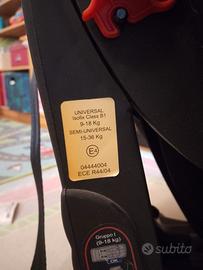 UNIVERSAL
Isofix Class B1
9-18 Kg
SEMI-UNIVERSAL
15-36 Kg
E4
04444004
ECE R44/04
Gruppo I
(9-18 kg)
subito